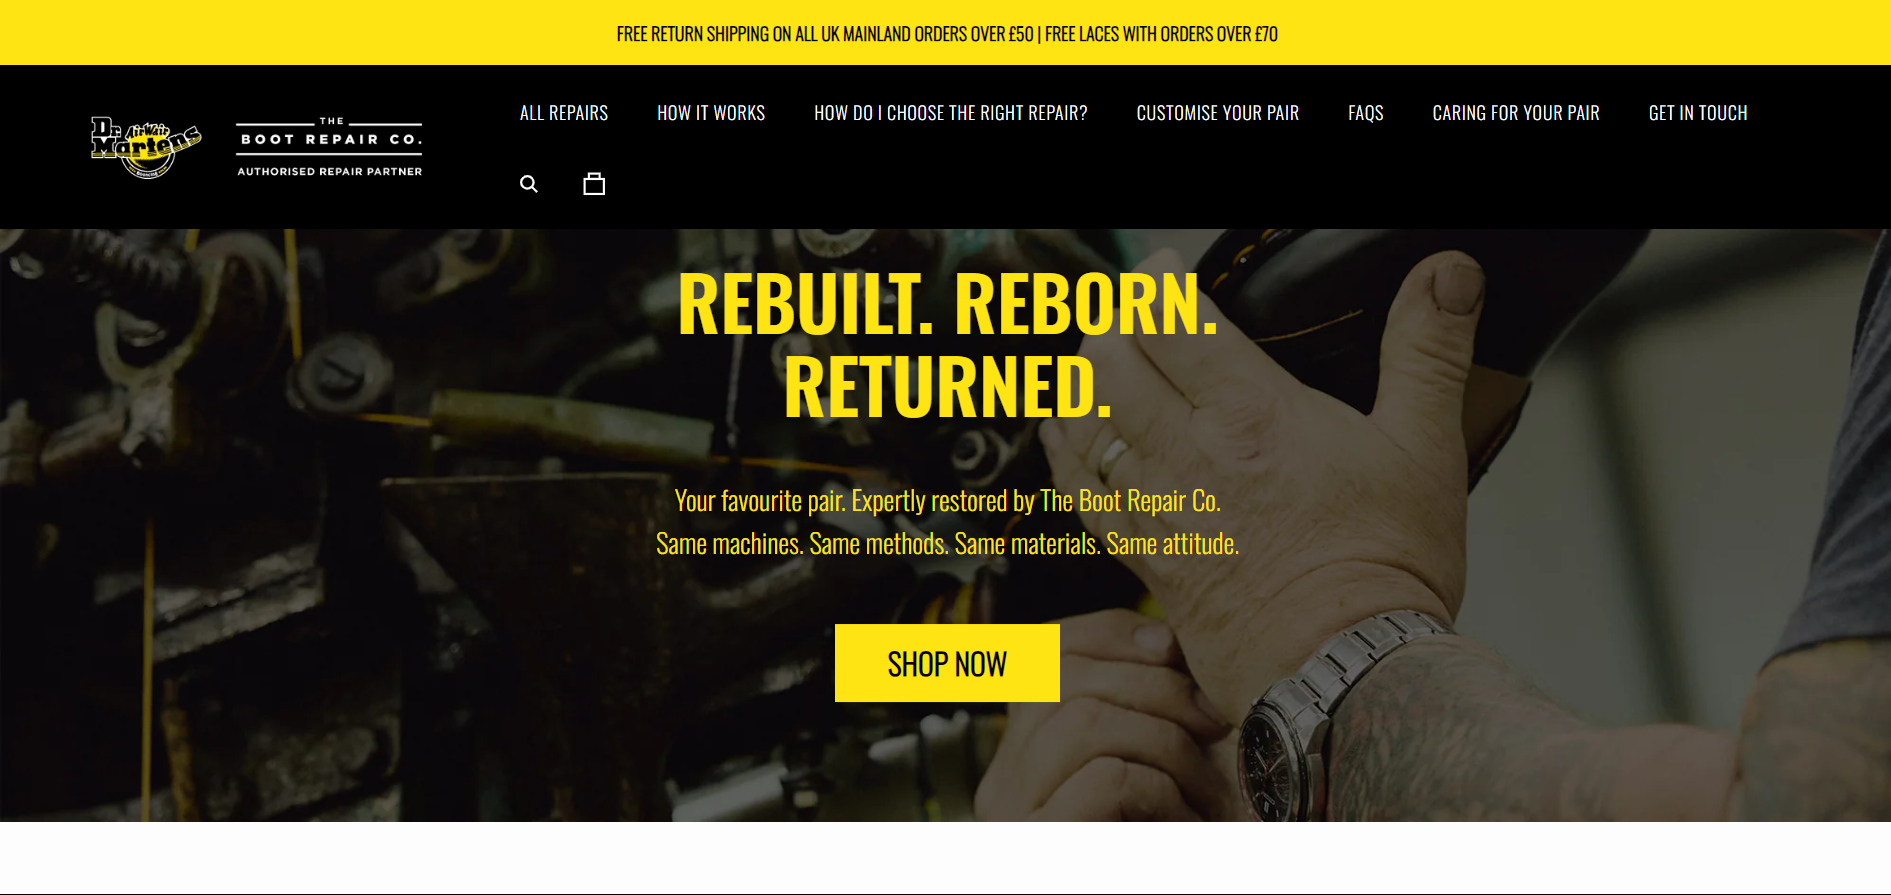 FREE RETURN SHIPPING ON ALL UK MAINLAND ORDERS OVER £50 | FREE LACES WITH ORDERS OVER £70
Dr. Martens
AirWair
THE
BOOT REPAIR CO.
AUTHORISED REPAIR PARTNER
ALL REPAIRS
HOW IT WORKS
HOW DO I CHOOSE THE RIGHT REPAIR?
CUSTOMISE YOUR PAIR
FAQS
CARING FOR YOUR PAIR
GET IN TOUCH
REBUILT. REBORN.
RETURNED.
Your favourite pair. Expertly restored by The Boot Repair Co.
Same machines. Same methods. Same materials. Same attitude.
SHOP NOW